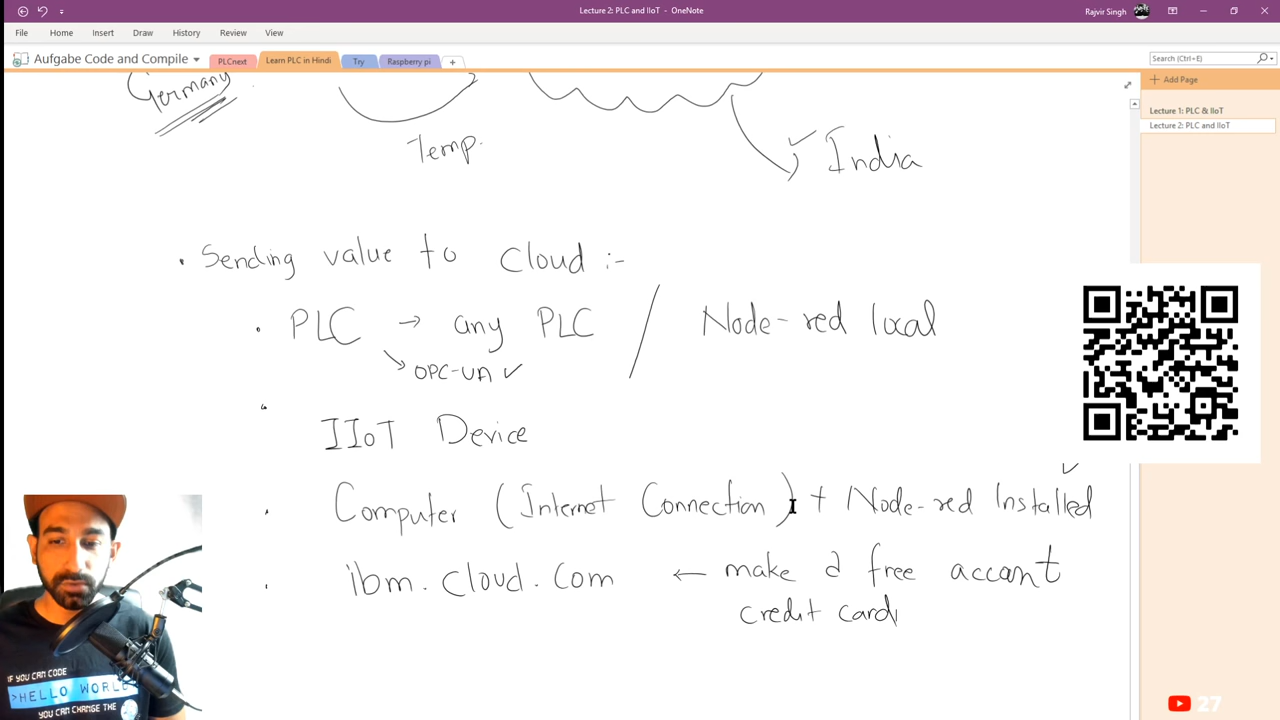 Lecture 2: PLC and IIoT - OneNote
Rajvir Singh
File Home Insert Draw History Review View
Aufgabe Code and Compile
PLCnext
Learn PLC in Hindi
Try
Raspberry pi
Search (Ctrl+E)
Add Page
Lecture 1: PLC & IIoT
Lecture 2: PLC and IIoT
Germany
Temp.
India
Sending value to Cloud :-
PLC → any PLC / Node-red local
OPC-UA ✓
IIoT Device
Computer (Internet Connection) + Node-red Installed
ibm.cloud.com ← make a free accant
credit card
IF YOU CAN CODE
>HELLO WORL
YOU CAN CHANGE THE
27